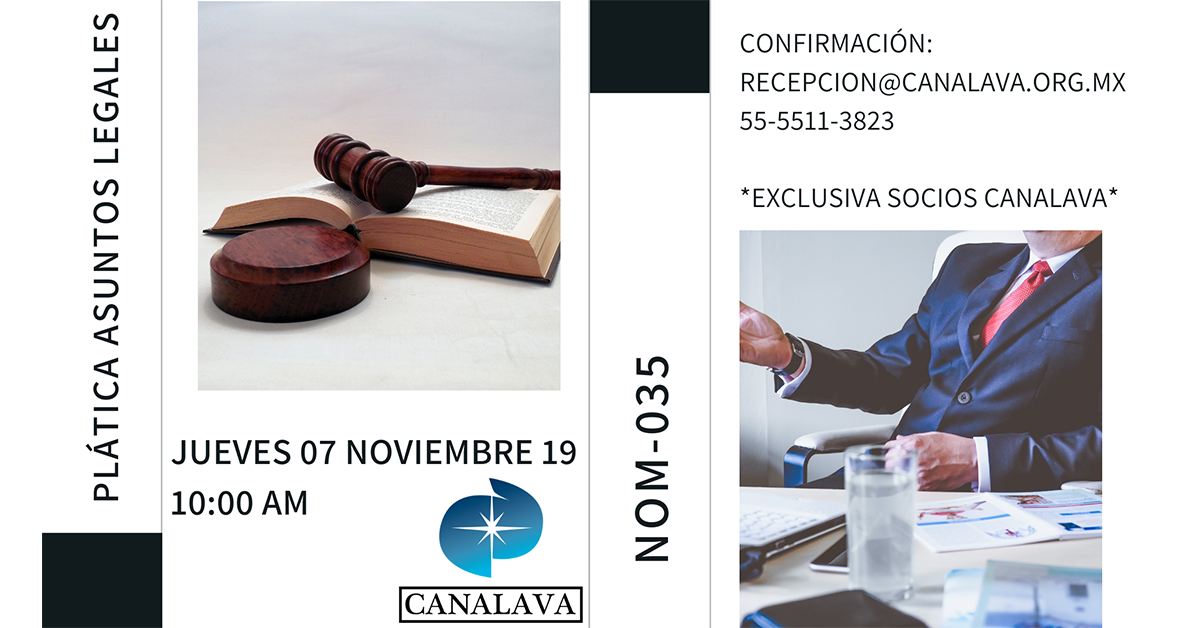 PLÁTICA ASUNTOS LEGALES
JUEVES 07 NOVIEMBRE 19
10:00 AM
CANALAVA
NOM-035
CONFIRMACIÓN:
RECEPCION@CANALAVA.ORG.MX
55-5511-3823
*EXCLUSIVA SOCIOS CANALAVA*